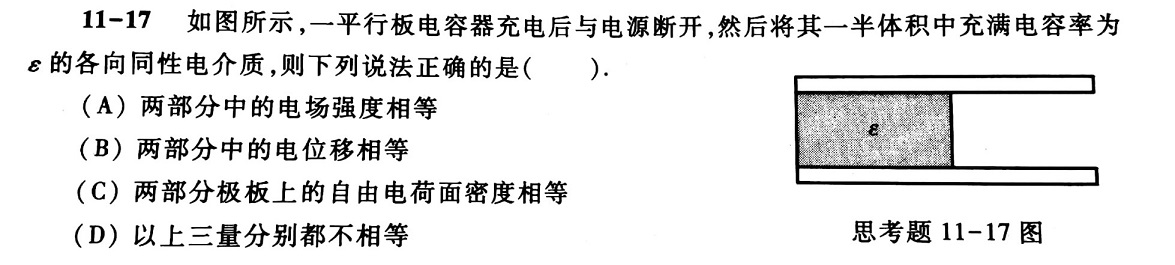 11-17 如图所示,一平行板电容器充电后与电源断开,然后将其一半体积中充满电容率为
ε的各向同性电介质,则下列说法正确的是(  ).
(A) 两部分中的电场强度相等
(B) 两部分中的电位移相等
(C) 两部分极板上的自由电荷面密度相等
(D) 以上三量分别都不相等
ε
思考题 11-17 图